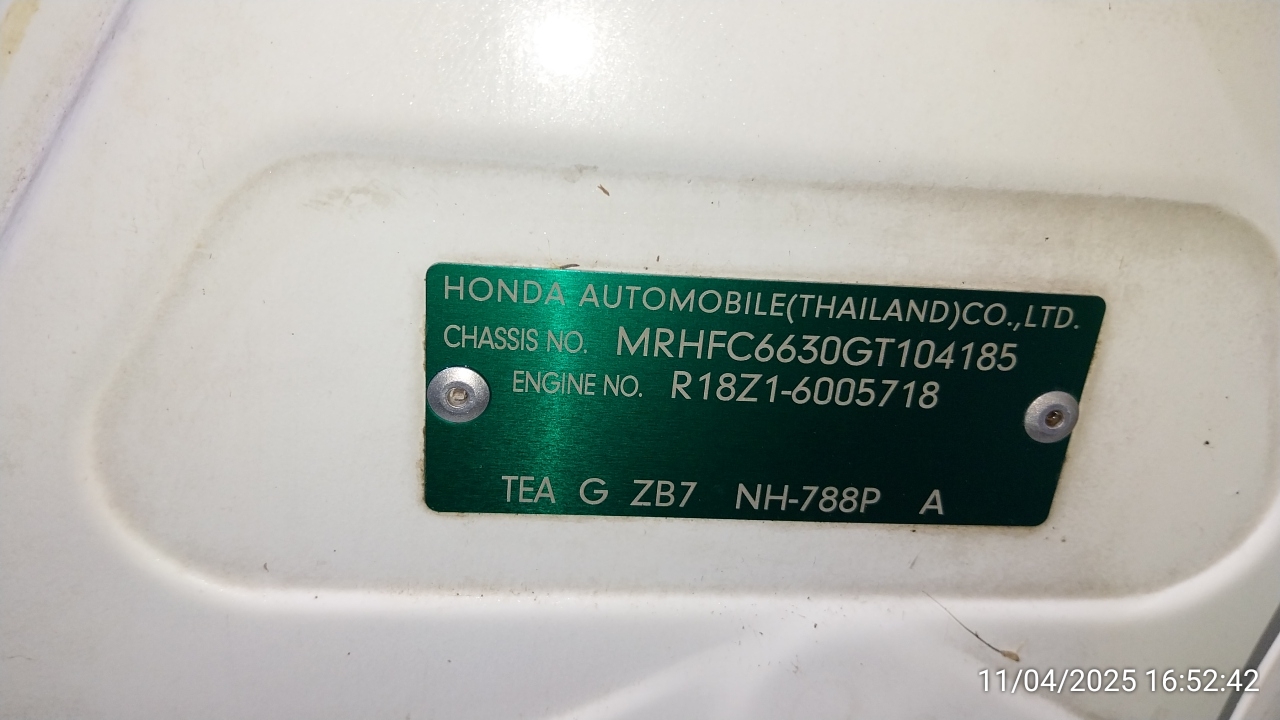 HONDA AUTOMOBILE(THAILAND)CO.,LTD.
CHASSIS NO. MRHFC6630GT104185
ENGINE NO. R18Z1-6005718
TEA G ZB7 NH-788P A
11/04/2025 16:52:42